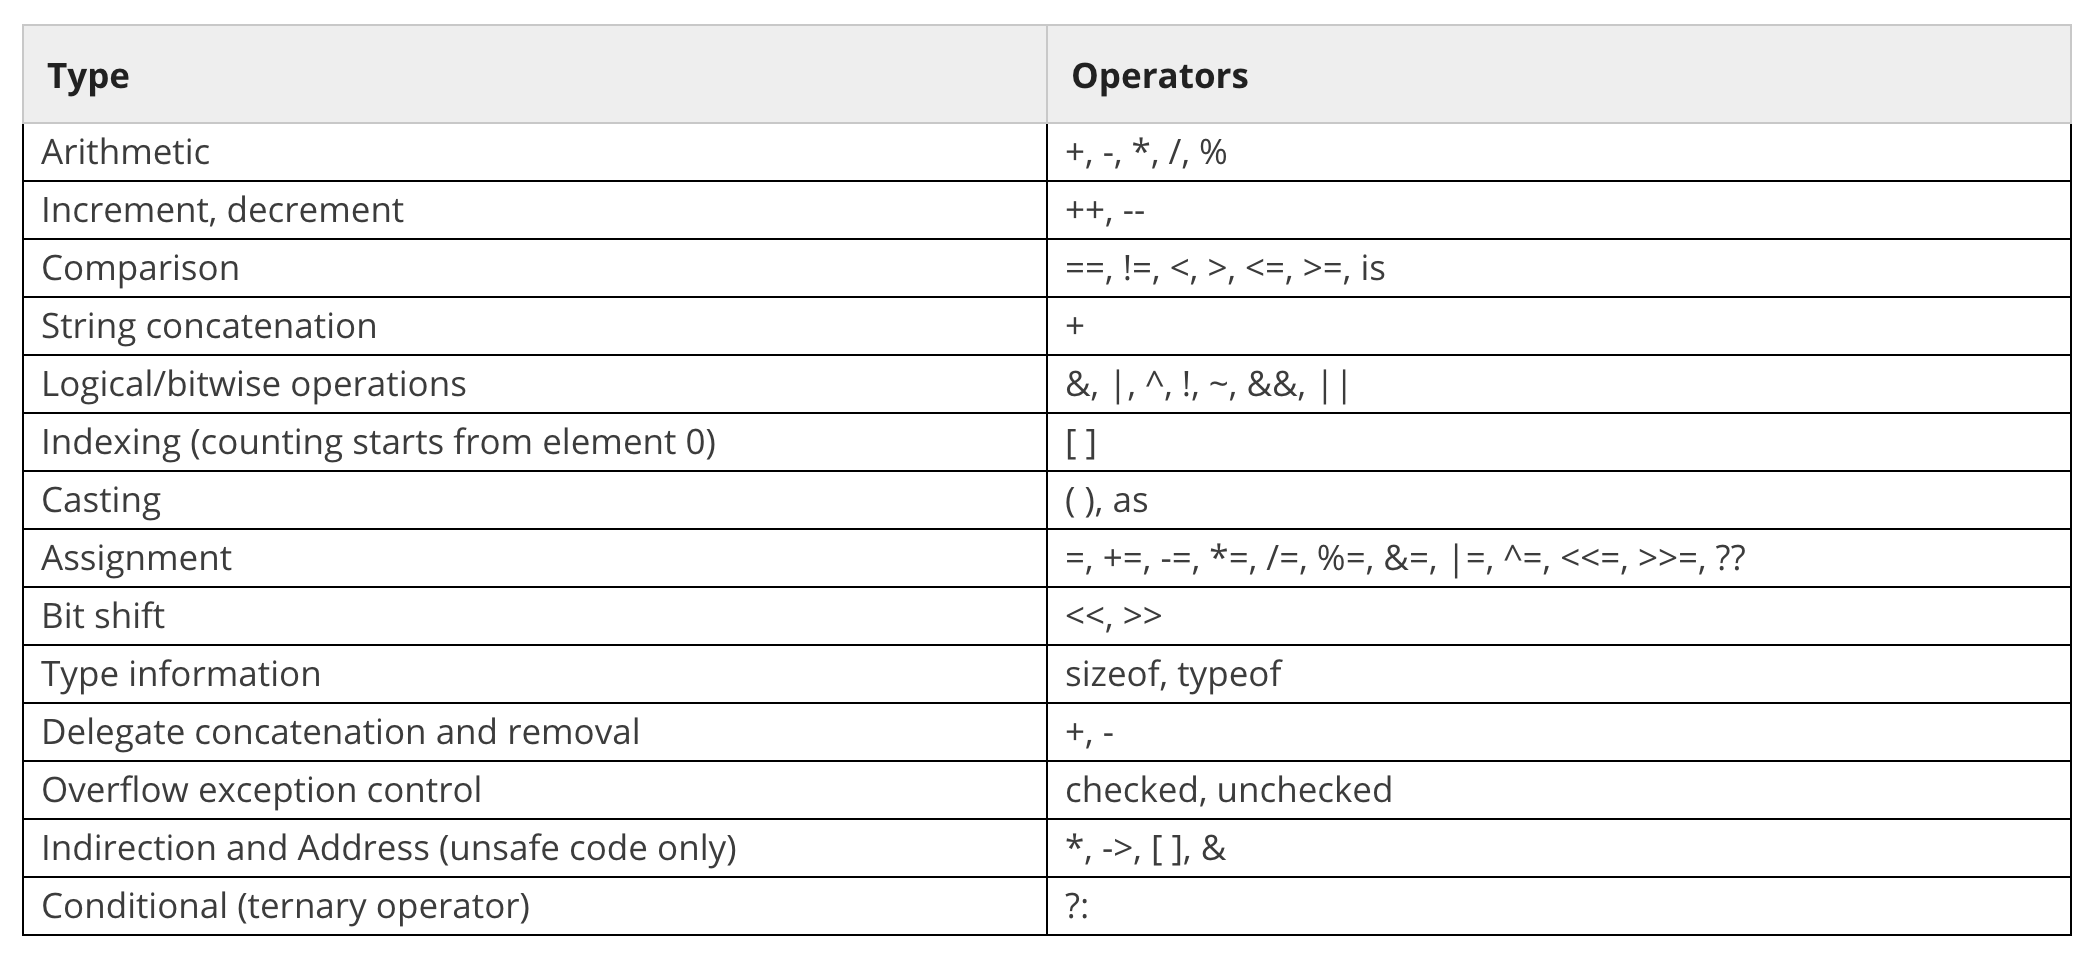 Type Operators
Arithmetic +, -, *, /, %
Increment, decrement ++, --
Comparison ==, !=, <, >, <=, >=, is
String concatenation +
Logical/bitwise operations &, |, ^, !, ~, &&, ||
Indexing (counting starts from element 0) [ ]
Casting ( ), as
Assignment =, +=, -=, *=, /=, %=, &=, |=, ^=, <<=, >>=, ??
Bit shift <<, >>
Type information sizeof, typeof
Delegate concatenation and removal +, -
Overflow exception control checked, unchecked
Indirection and Address (unsafe code only) *, ->, [ ], &
Conditional (ternary operator) ?: